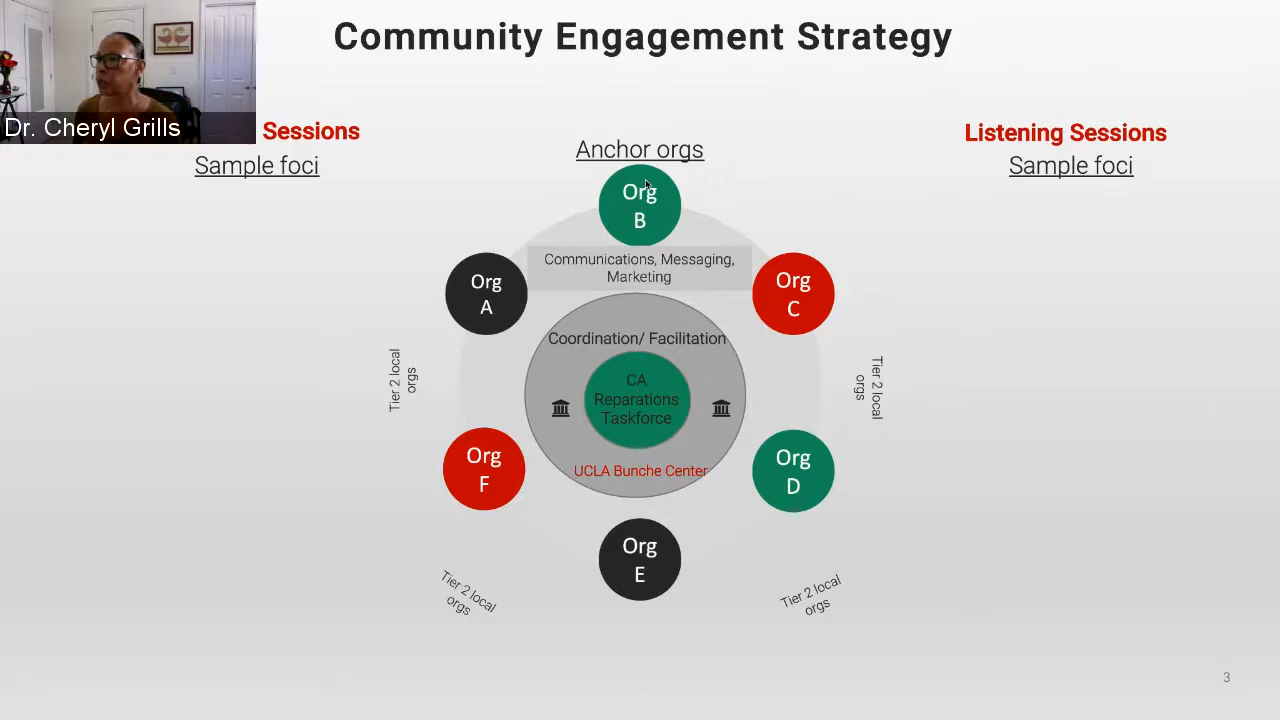 Community Engagement Strategy
Dr. Cheryl Grills
Sessions
Sample foci
Anchor orgs
Listening Sessions
Sample foci
Org
B
Communications, Messaging,
Marketing
Org
A
Org
C
Coordination/ Facilitation
Tier 2 local
orgs
CA
Reparations
Taskforce
Tier 2 local
orgs
Org
F
UCLA Bunche Center
Org
D
Org
E
Tier 2 local
orgs
Tier 2 local
orgs
3